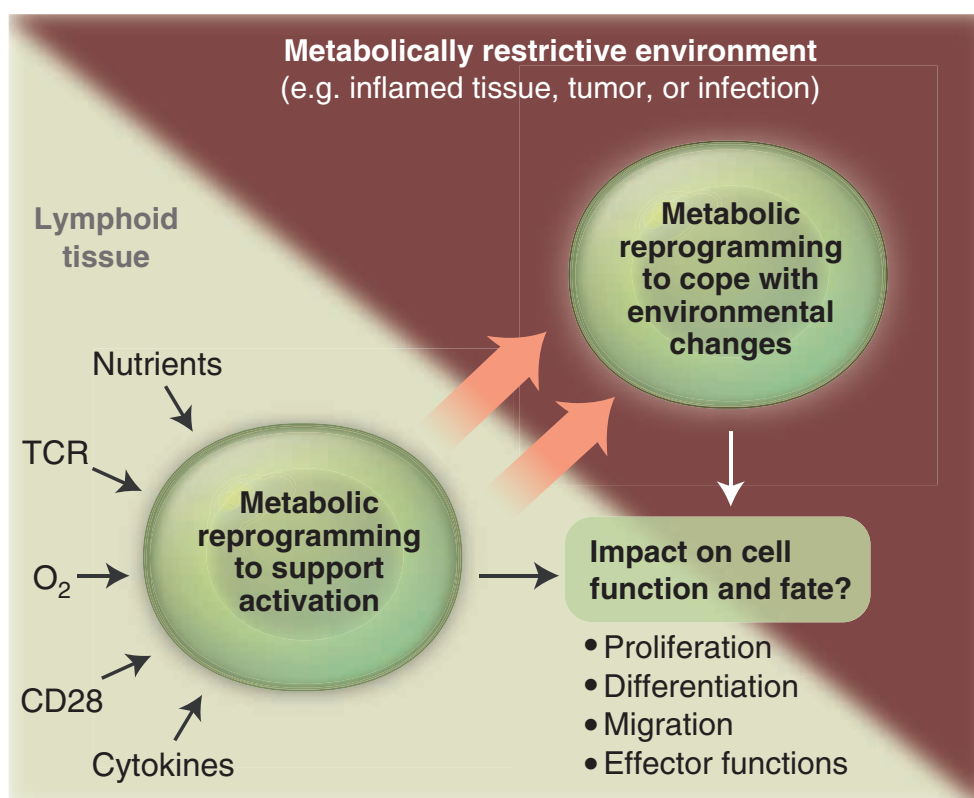 Metabolically restrictive environment
(e.g. inflamed tissue, tumor, or infection)
Lymphoid
tissue
Metabolic
reprogramming
to cope with
environmental
changes
Nutrients
TCR
O₂
CD28
Cytokines
Metabolic
reprogramming
to support
activation
Impact on cell
function and fate?
• Proliferation
• Differentiation
• Migration
• Effector functions